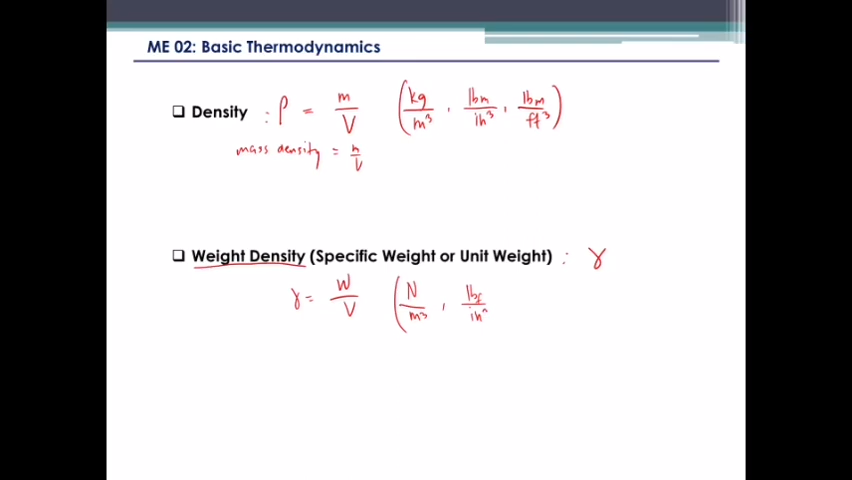 ME 02: Basic Thermodynamics
❑ Density : ρ = m/V (kg/m³, lbm/in³, lbm/ft³)
mass density = m/V
❑ Weight Density (Specific Weight or Unit Weight) : γ
γ = W/V (N/m³, lbf/in